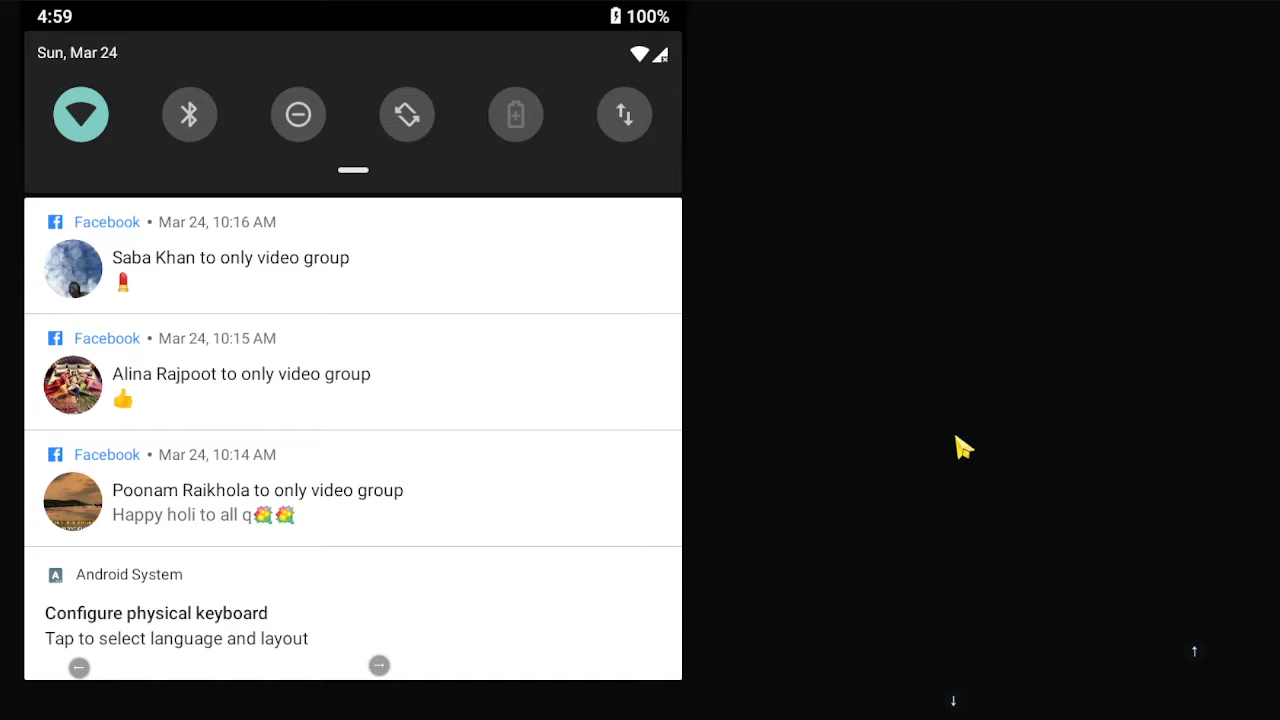 4:59
100%
Sun, Mar 24
Facebook • Mar 24, 10:16 AM
Saba Khan to only video group
💄
Facebook • Mar 24, 10:15 AM
Alina Rajpoot to only video group
👍
Facebook • Mar 24, 10:14 AM
Poonam Raikhola to only video group
Happy holi to all q💐💐
Android System
Configure physical keyboard
Tap to select language and layout
← →
↑
↓